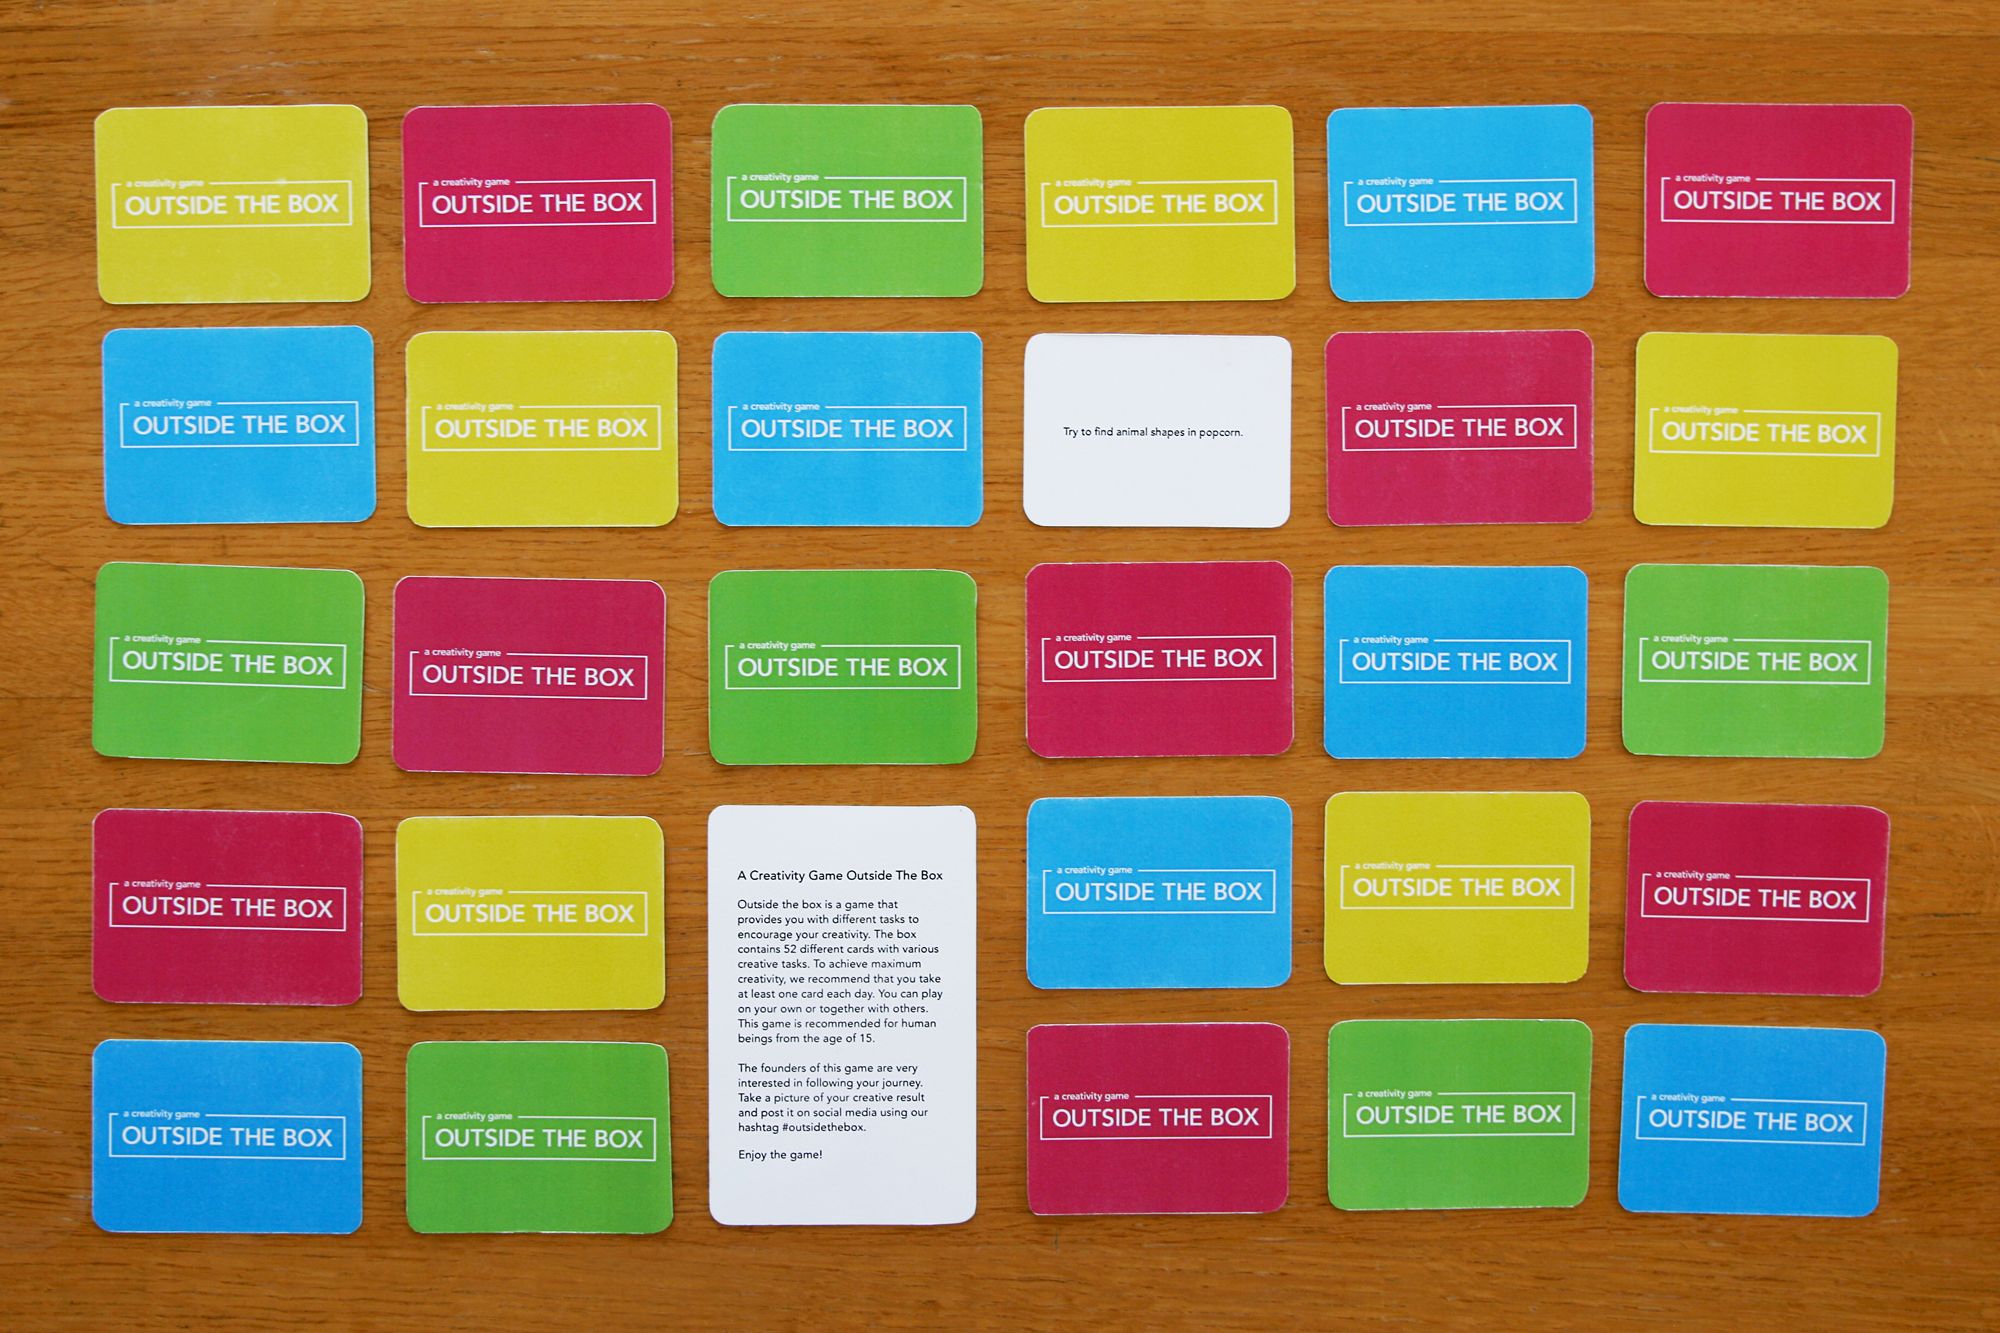 a creativity game
OUTSIDE THE BOX
a creativity game
OUTSIDE THE BOX
a creativity game
OUTSIDE THE BOX
a creativity game
OUTSIDE THE BOX
a creativity game
OUTSIDE THE BOX
a creativity game
OUTSIDE THE BOX
a creativity game
OUTSIDE THE BOX
a creativity game
OUTSIDE THE BOX
a creativity game
OUTSIDE THE BOX
Try to find animal shapes in popcorn.
a creativity game
OUTSIDE THE BOX
a creativity game
OUTSIDE THE BOX
a creativity game
OUTSIDE THE BOX
a creativity game
OUTSIDE THE BOX
a creativity game
OUTSIDE THE BOX
a creativity game
OUTSIDE THE BOX
a creativity game
OUTSIDE THE BOX
a creativity game
OUTSIDE THE BOX
a creativity game
OUTSIDE THE BOX
a creativity game
OUTSIDE THE BOX
A Creativity Game Outside The Box
Outside the box is a game that
provides you with different tasks to
encourage your creativity. The box
contains 52 different cards with various
creative tasks. To achieve maximum
creativity, we recommend that you take
at least one card each day. You can play
on your own or together with others.
This game is recommended for human
beings from the age of 15.
The founders of this game are very
interested in following your journey.
Take a picture of your creative result
and post it on social media using our
hashtag #outsidethebox.
Enjoy the game!
a creativity game
OUTSIDE THE BOX
a creativity game
OUTSIDE THE BOX
a creativity game
OUTSIDE THE BOX
a creativity game
OUTSIDE THE BOX
a creativity game
OUTSIDE THE BOX
a creativity game
OUTSIDE THE BOX
a creativity game
OUTSIDE THE BOX
a creativity game
OUTSIDE THE BOX